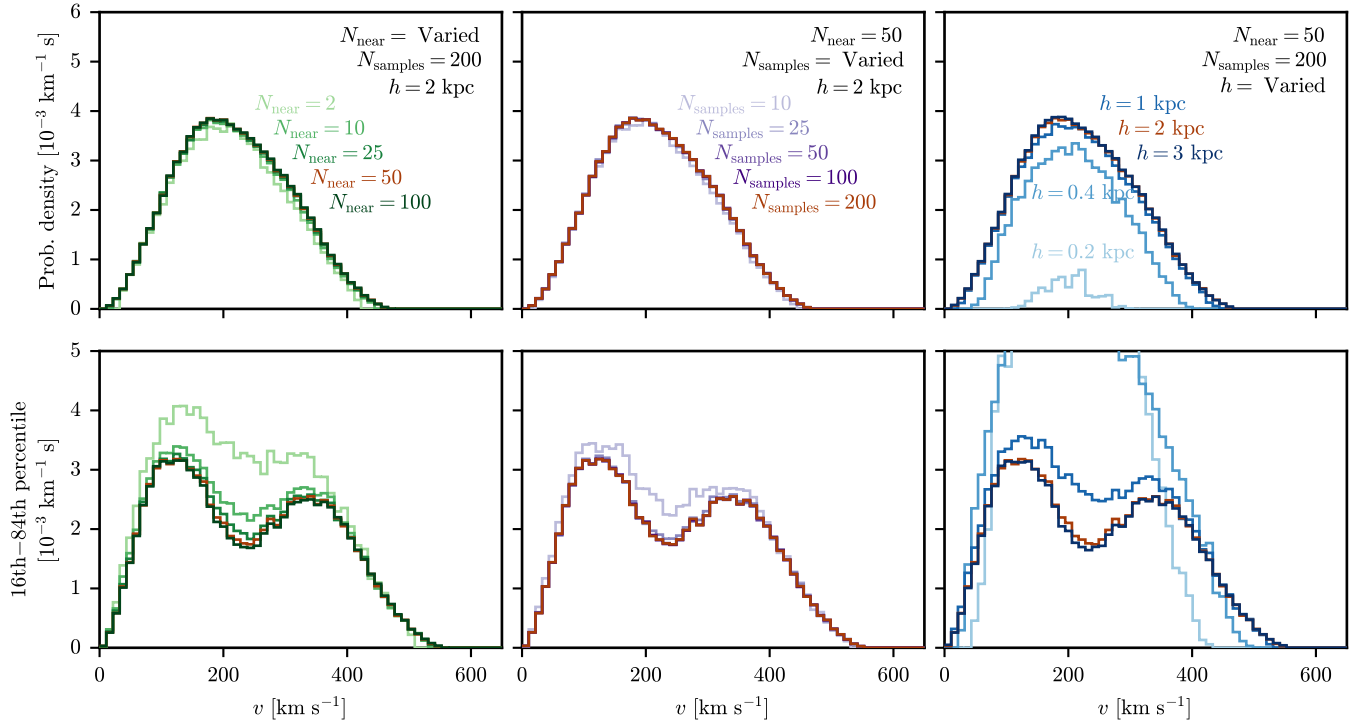 6
5
4
3
2
1
0
Prob. density [10⁻³ km⁻¹ s]
N_near = Varied
N_samples = 200
h = 2 kpc
N_near = 2
N_near = 10
N_near = 25
N_near = 50
N_near = 100
N_near = 50
N_samples = Varied
h = 2 kpc
N_samples = 10
N_samples = 25
N_samples = 50
N_samples = 100
N_samples = 200
N_near = 50
N_samples = 200
h = Varied
h = 1 kpc
h = 2 kpc
h = 3 kpc
h = 0.4 kpc
h = 0.2 kpc
5
4
3
2
1
0
16th−84th percentile
[10⁻³ km⁻¹ s]
0 200 400 600
v [km s⁻¹]
0 200 400 600
v [km s⁻¹]
0 200 400 600
v [km s⁻¹]